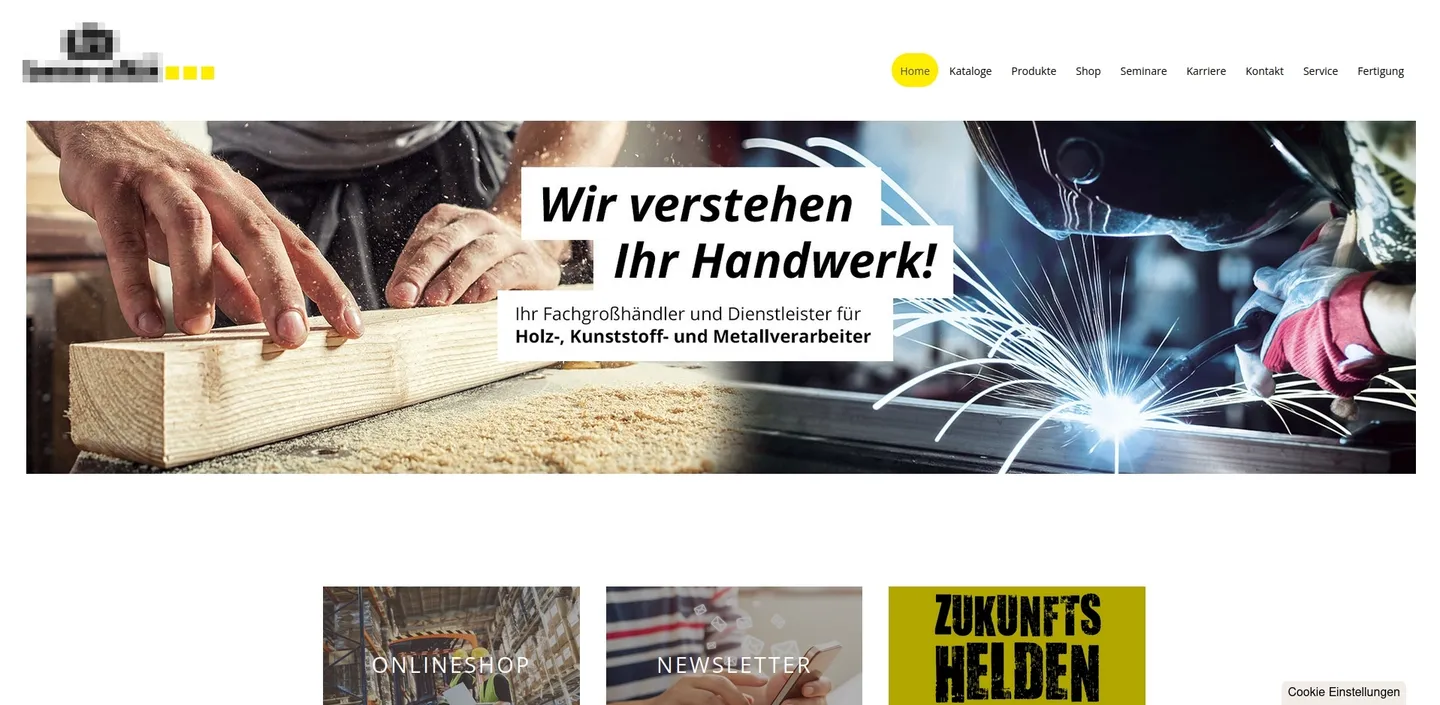 Home Kataloge Produkte Shop Seminare Karriere Kontakt Service Fertigung
Wir verstehen
Ihr Handwerk!
Ihr Fachgroßhändler und Dienstleister für
Holz-, Kunststoff- und Metallverarbeiter
ONLINESHOP
NEWSLETTER
ZUKUNFTS
HELDEN
Cookie Einstellungen